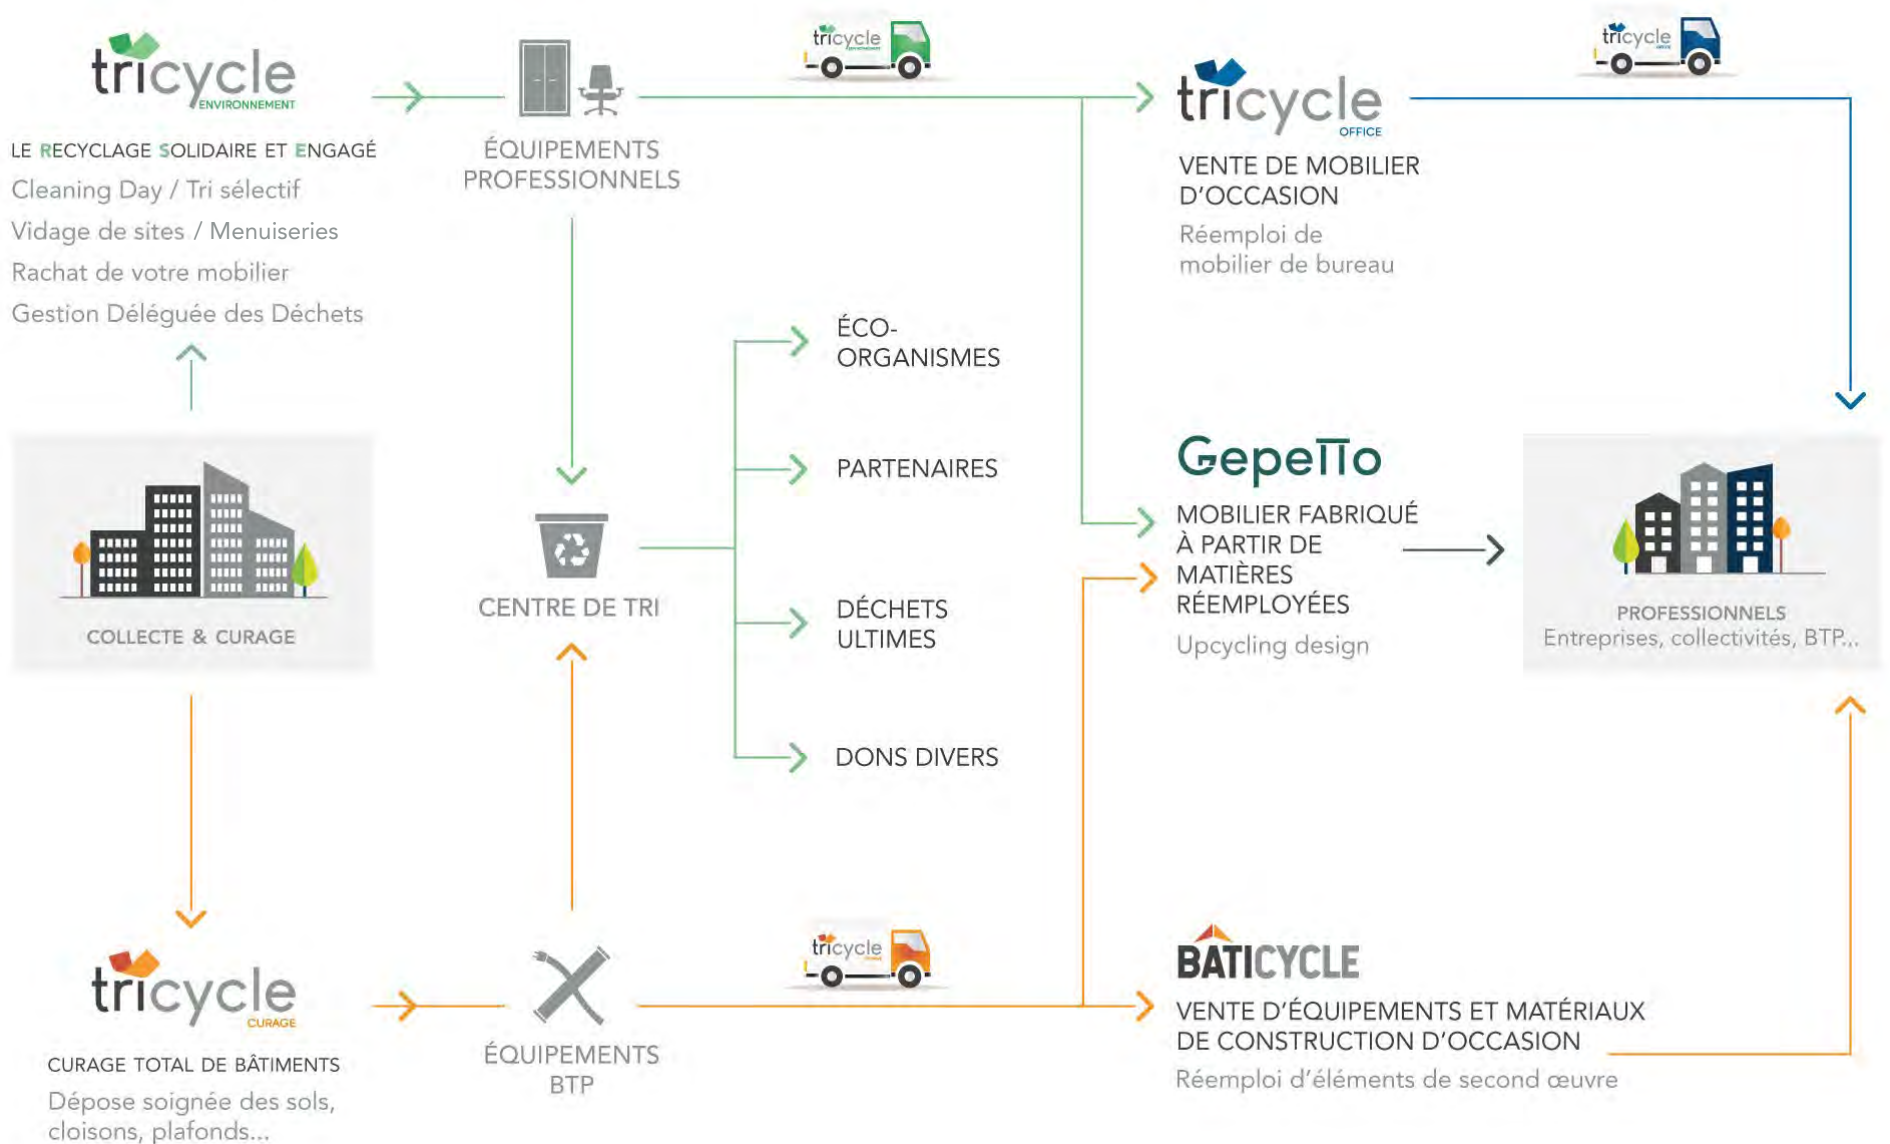 tricycle
ENVIRONNEMENT
LE RECYCLAGE SOLIDAIRE ET ENGAGÉ
Cleaning Day / Tri sélectif
Vidage de sites / Menuiseries
Rachat de votre mobilier
Gestion Déléguée des Déchets
COLLECTE & CURAGE
tricycle
CURAGE
CURAGE TOTAL DE BÂTIMENTS
Dépose soignée des sols,
cloisons, plafonds...
ÉQUIPEMENTS
PROFESSIONNELS
CENTRE DE TRI
ÉQUIPEMENTS
BTP
tricycle
ENVIRONNEMENT
ÉCO-
ORGANISMES
PARTENAIRES
DÉCHETS
ULTIMES
DONS DIVERS
tricycle
tricycle
OFFICE
VENTE DE MOBILIER
D'OCCASION
Réemploi de
mobilier de bureau
Gepetto
MOBILIER FABRIQUÉ
À PARTIR DE
MATIÈRES
RÉEMPLOYÉES
Upcycling design
BATICYCLE
VENTE D'ÉQUIPEMENTS ET MATÉRIAUX
DE CONSTRUCTION D'OCCASION
Réemploi d'éléments de second œuvre
tricycle
OFFICE
PROFESSIONNELS
Entreprises, collectivités, BTP...